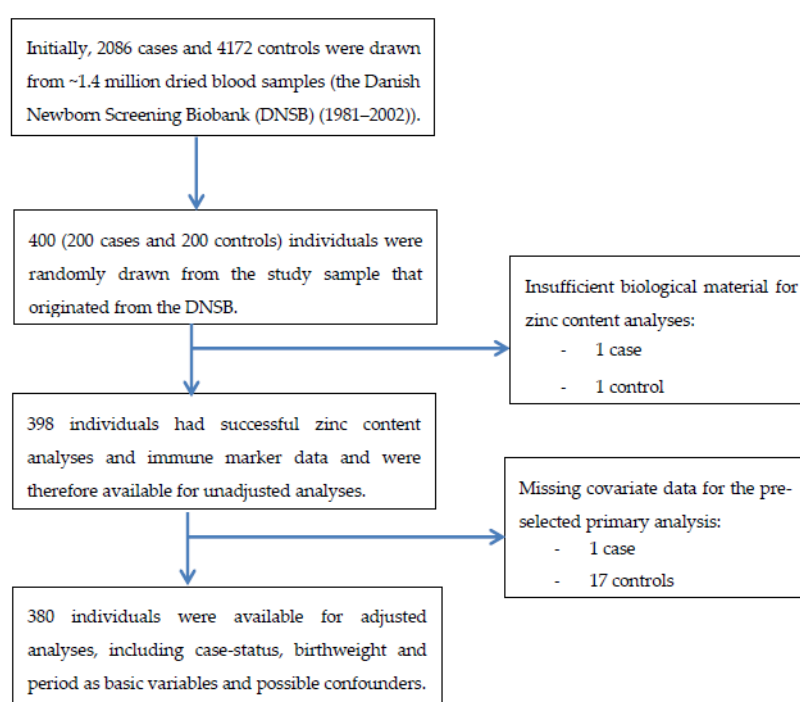 Initially, 2086 cases and 4172 controls were drawn
from ~1.4 million dried blood samples (the Danish
Newborn Screening Biobank (DNSB) (1981–2002)).
400 (200 cases and 200 controls) individuals were
randomly drawn from the study sample that
originated from the DNSB.
Insufficient biological material for
zinc content analyses:
- 1 case
- 1 control
398 individuals had successful zinc content
analyses and immune marker data and were
therefore available for unadjusted analyses.
Missing covariate data for the pre-
selected primary analysis:
- 1 case
- 17 controls
380 individuals were available for adjusted
analyses, including case-status, birthweight and
period as basic variables and possible confounders.